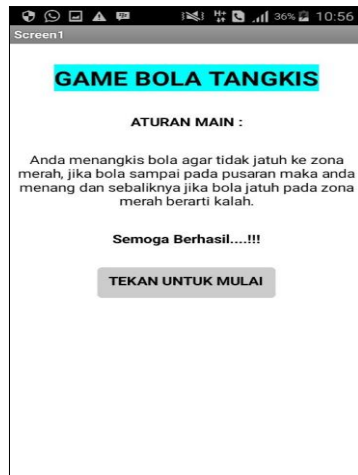 36% 10:56
Screen1
GAME BOLA TANGKIS
ATURAN MAIN :
Anda menangkis bola agar tidak jatuh ke zona
merah, jika bola sampai pada pusaran maka anda
menang dan sebaliknya jika bola jatuh pada zona
merah berarti kalah.
Semoga Berhasil....!!!
TEKAN UNTUK MULAI